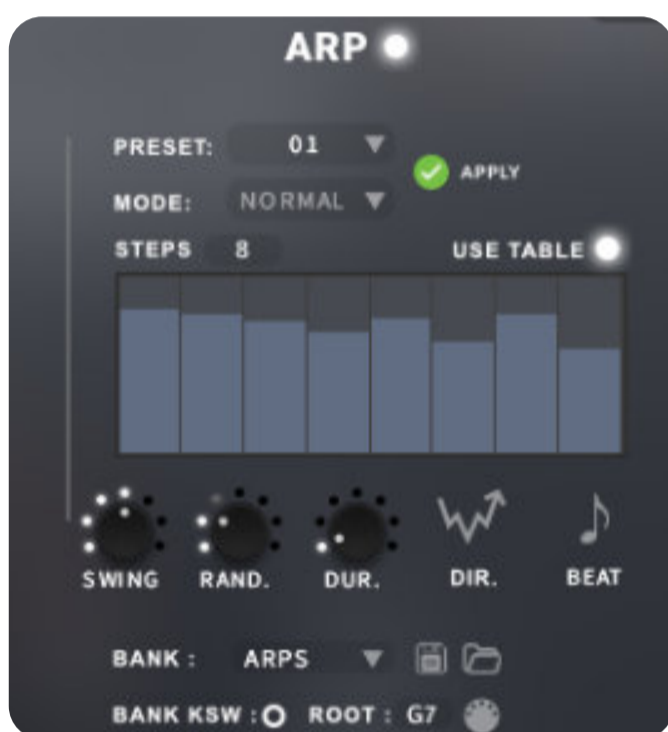 ARP
PRESET: 01
APPLY
MODE: NORMAL
STEPS 8 USE TABLE
SWING RAND. DUR. DIR. BEAT
BANK : ARPS
BANK KSW : ROOT : G7